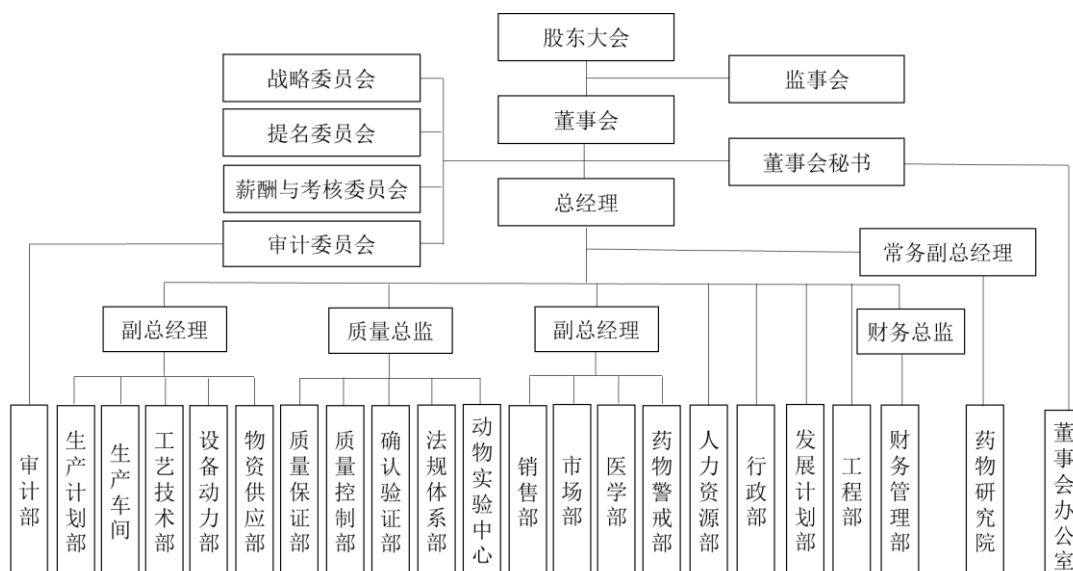 股东大会
战略委员会
监事会
提名委员会
董事会
董事会秘书
薪酬与考核委员会
总经理
审计委员会
常务副总经理
副总经理
质量总监
副总经理
财务总监
审计部
生产计划部
生产车间
工艺技术部
设备动力部
物资供应部
质量保证部
质量控制部
确认验证部
法规体系部
动物实验中心
销售部
市场部
医学部
药物警戒部
人力资源部
行政部
发展计划部
工程部
财务管理部
药物研究院
董事会办公室